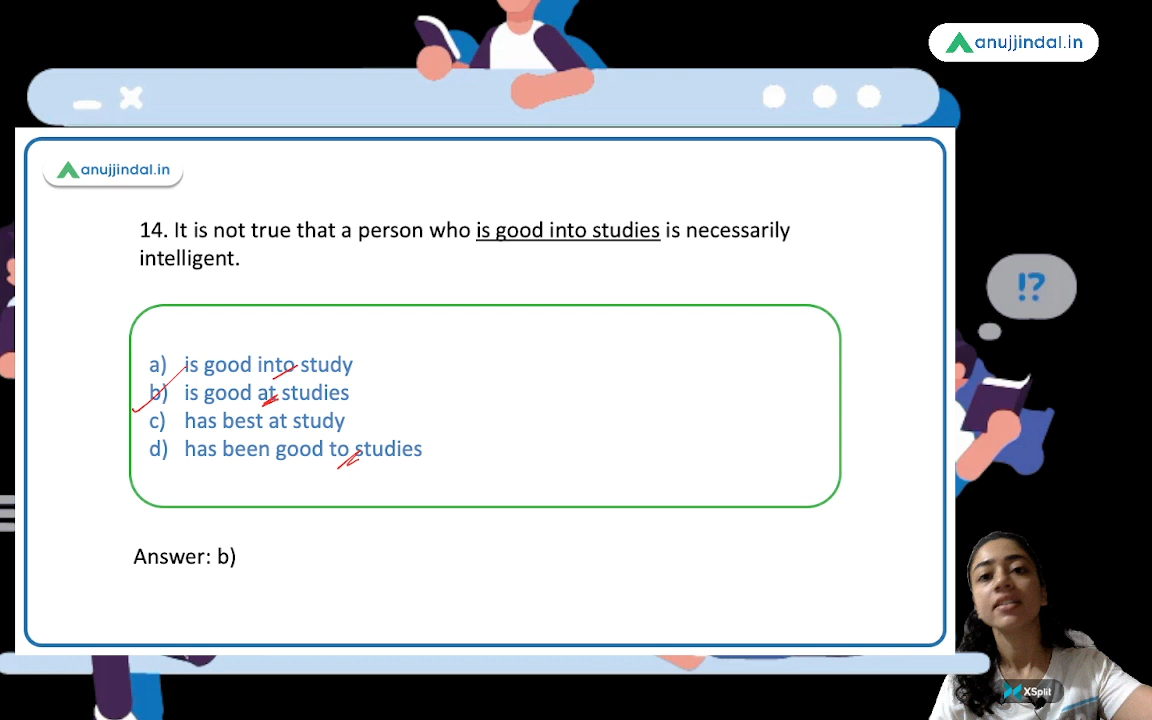 anujjindal.in
anujjindal.in
14. It is not true that a person who is good into studies is necessarily
intelligent.
!?
a) is good into study
b) is good at studies
c) has best at study
d) has been good to studies
Answer: b)
XSplit